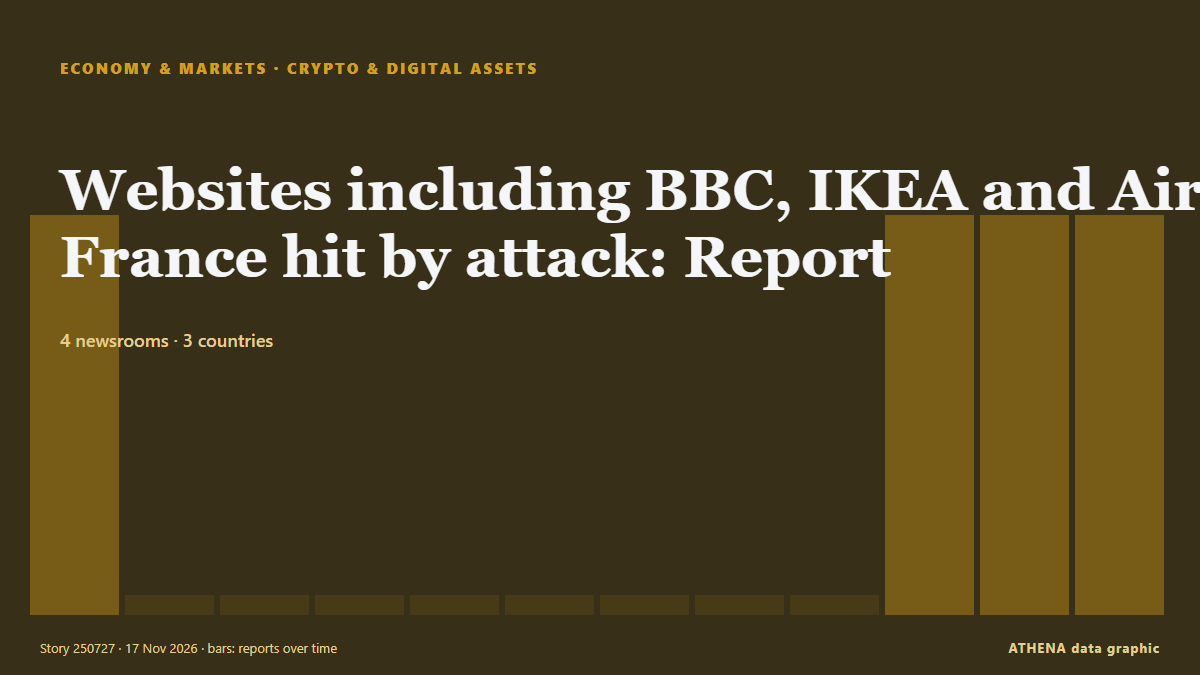 ECONOMY & MARKETS · CRYPTO & DIGITAL ASSETS
Websites including BBC, IKEA and Air
France hit by attack: Report
4 newsrooms · 3 countries
Story 250727 · 17 Nov 2026 · bars: reports over time
ATHENA data graphic